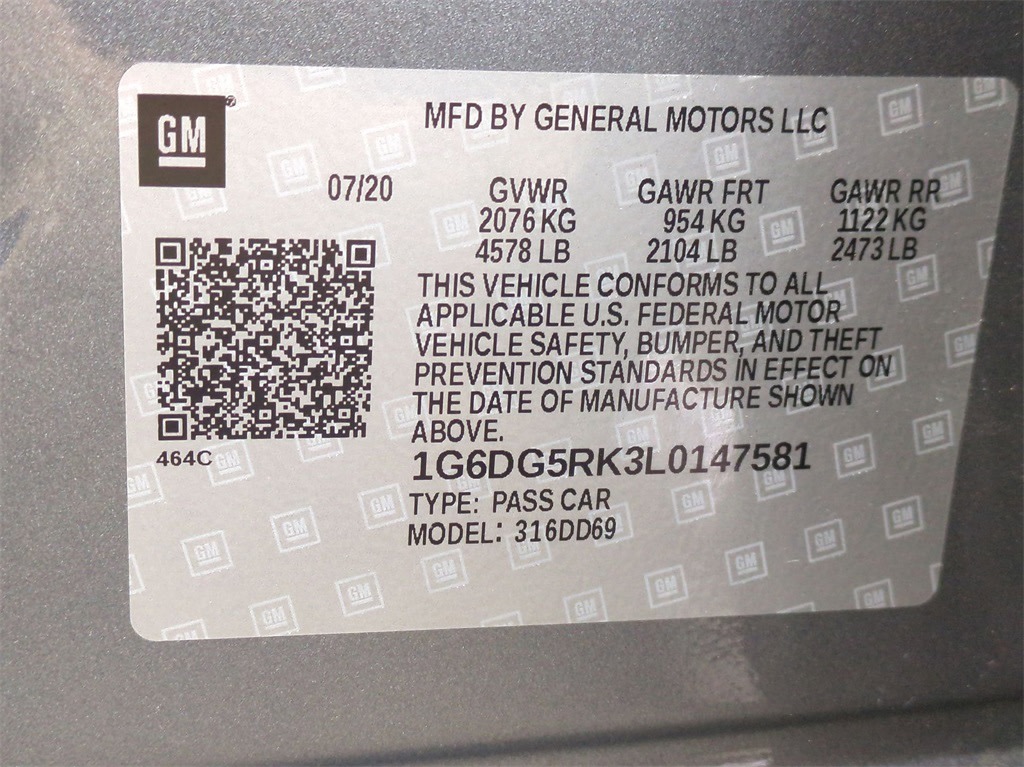 GM
MFD BY GENERAL MOTORS LLC
07/20 GVWR GAWR FRT GAWR RR
2076 KG 954 KG 1122 KG
4578 LB 2104 LB 2473 LB
THIS VEHICLE CONFORMS TO ALL
APPLICABLE U.S. FEDERAL MOTOR
VEHICLE SAFETY, BUMPER, AND THEFT
PREVENTION STANDARDS IN EFFECT ON
THE DATE OF MANUFACTURE SHOWN
ABOVE.
464C
1G6DG5RK3L0147581
TYPE: PASS CAR
MODEL: 316DD69